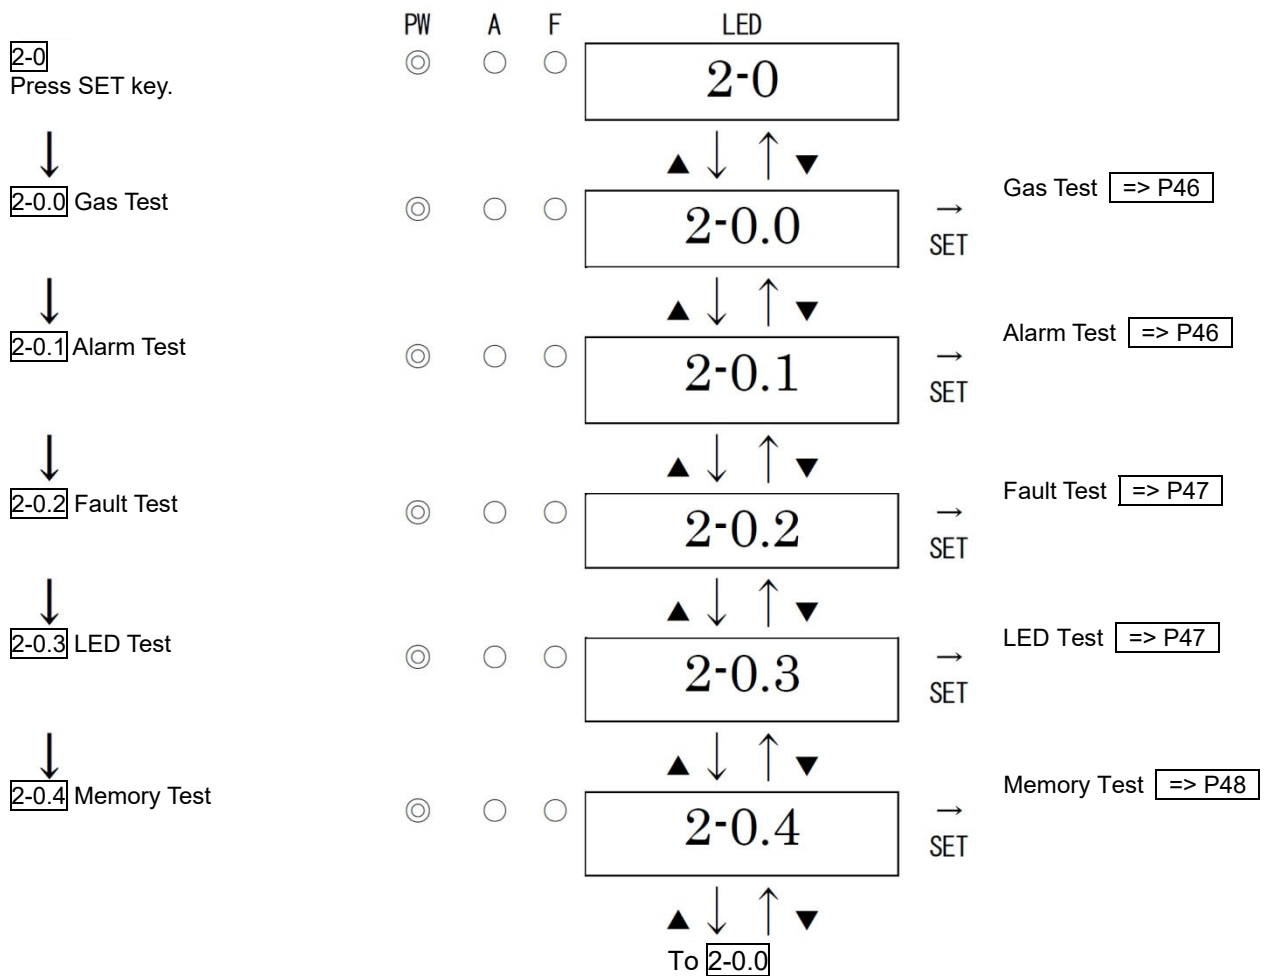 PW A F LED
2-0
Press SET key.
2-0
▲ ↓ ↑ ▼
↓
2-0.0 Gas Test
2-0.0
→
SET
Gas Test => P46
▲ ↓ ↑ ▼
↓
2-0.1 Alarm Test
2-0.1
→
SET
Alarm Test => P46
▲ ↓ ↑ ▼
↓
2-0.2 Fault Test
2-0.2
→
SET
Fault Test => P47
▲ ↓ ↑ ▼
↓
2-0.3 LED Test
2-0.3
→
SET
LED Test => P47
▲ ↓ ↑ ▼
↓
2-0.4 Memory Test
2-0.4
→
SET
Memory Test => P48
▲ ↓ ↑ ▼
To 2-0.0